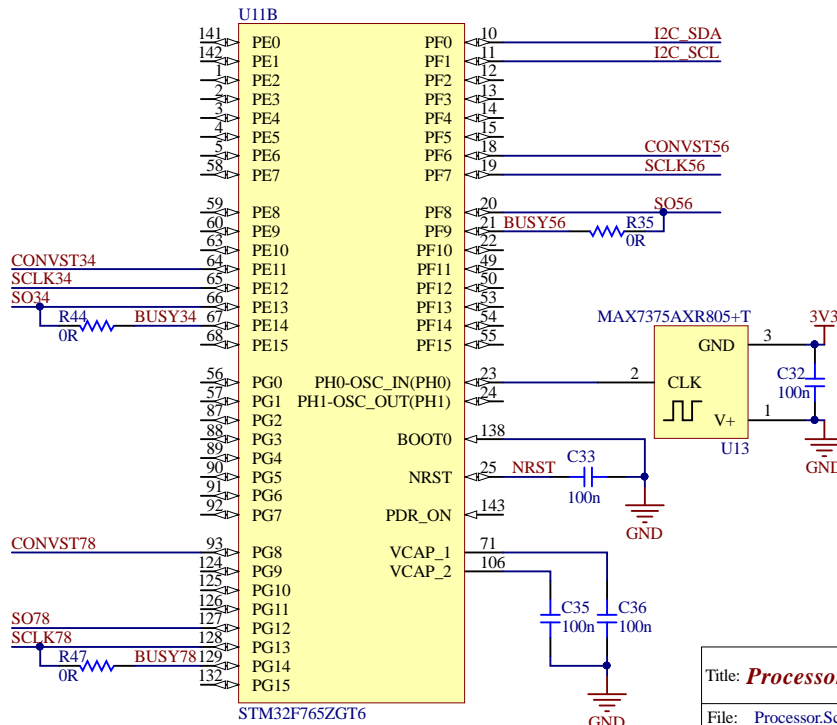 U11B
141 PE0 PF0 10 I2C_SDA
142 PE1 PF1 11 I2C_SCL
1 PE2 PF2 12
2 PE3 PF3 13
3 PE4 PF4 14
4 PE5 PF5 15
5 PE6 PF6 18 CONVST56
58 PE7 PF7 19 SCLK56
59 PE8 PF8 20 SO56
60 PE9 PF9 21 BUSY56 R35
63 PE10 PF10 22 0R
CONVST34 64 PE11 PF11 49
SCLK34 65 PE12 PF12 50
SO34 66 PE13 PF13 53
R44 BUSY34 67 PE14 PF14 54 MAX7375AXR805+T 3V3
0R 68 PE15 PF15 55 GND 3
56 PG0 PH0-OSC_IN(PH0) 23 2 CLK C32
57 PG1 PH1-OSC_OUT(PH1) 24 100n
87 PG2 V+ 1
88 PG3 BOOT0 138 U13
89 PG4 GND
90 PG5 NRST 25 NRST C33
91 PG6 100n
92 PG7 PDR_ON 143
GND
CONVST78 93 PG8 VCAP_1 71
124 PG9 VCAP_2 106
125 PG10
126 PG11 C35 C36
SO78 127 PG12 100n 100n
SCLK78 128 PG13
R47 BUSY78 129 PG14
0R 132 PG15
Title: Processor
STM32F765ZGT6 GND File: Processor.Sc